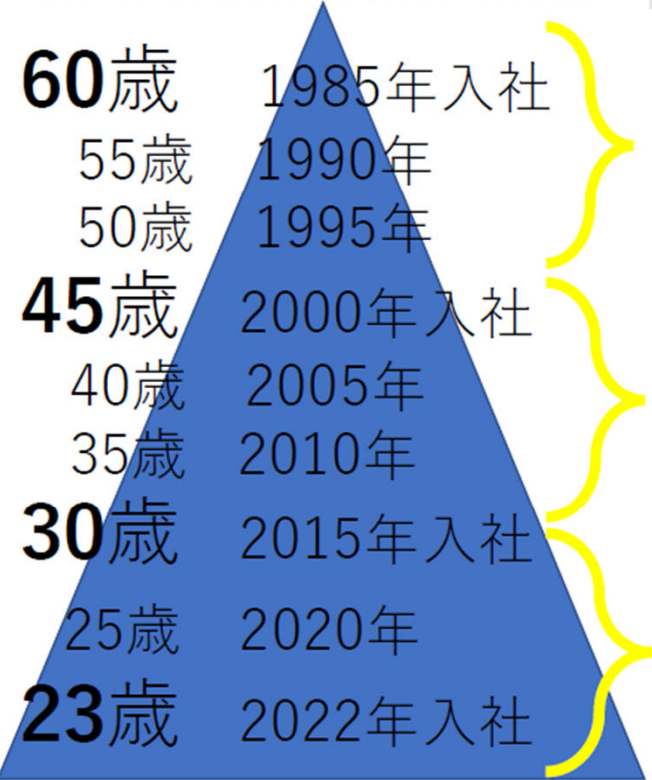 60歳 1985年入社
55歳 1990年
50歳 1995年
45歳 2000年入社
40歳 2005年
35歳 2010年
30歳 2015年入社
25歳 2020年
23歳 2022年入社